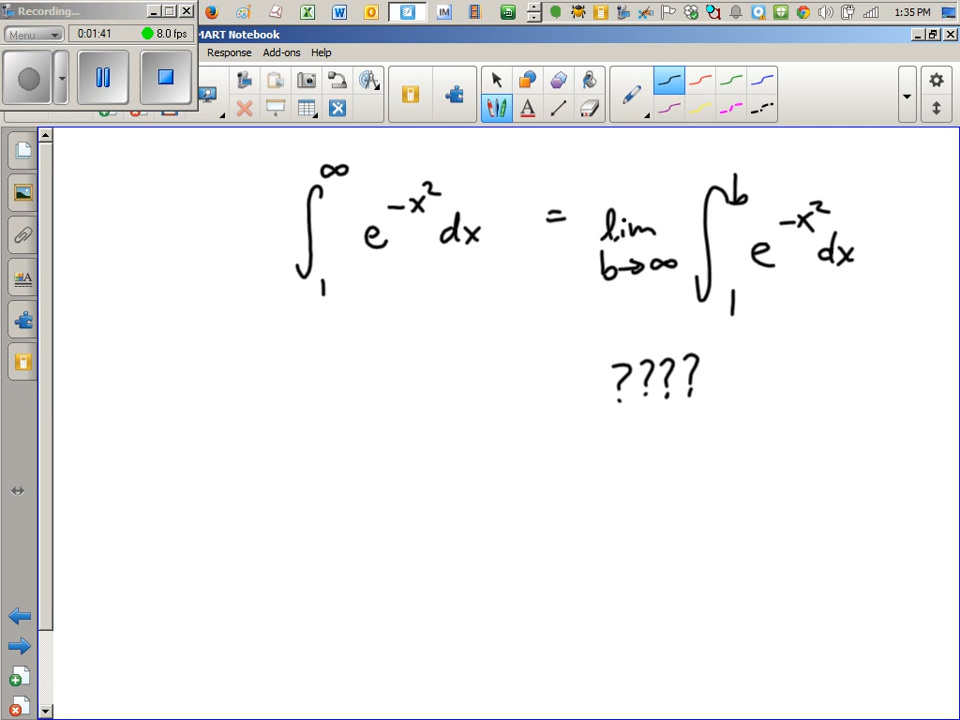 Recording...
Menu 0:01:41 8.0 fps
1:35 PM
MART Notebook
Response Add-ons Help
∫₁^∞ e^(-x²) dx = lim b→∞ ∫₁^b e^(-x²) dx
????